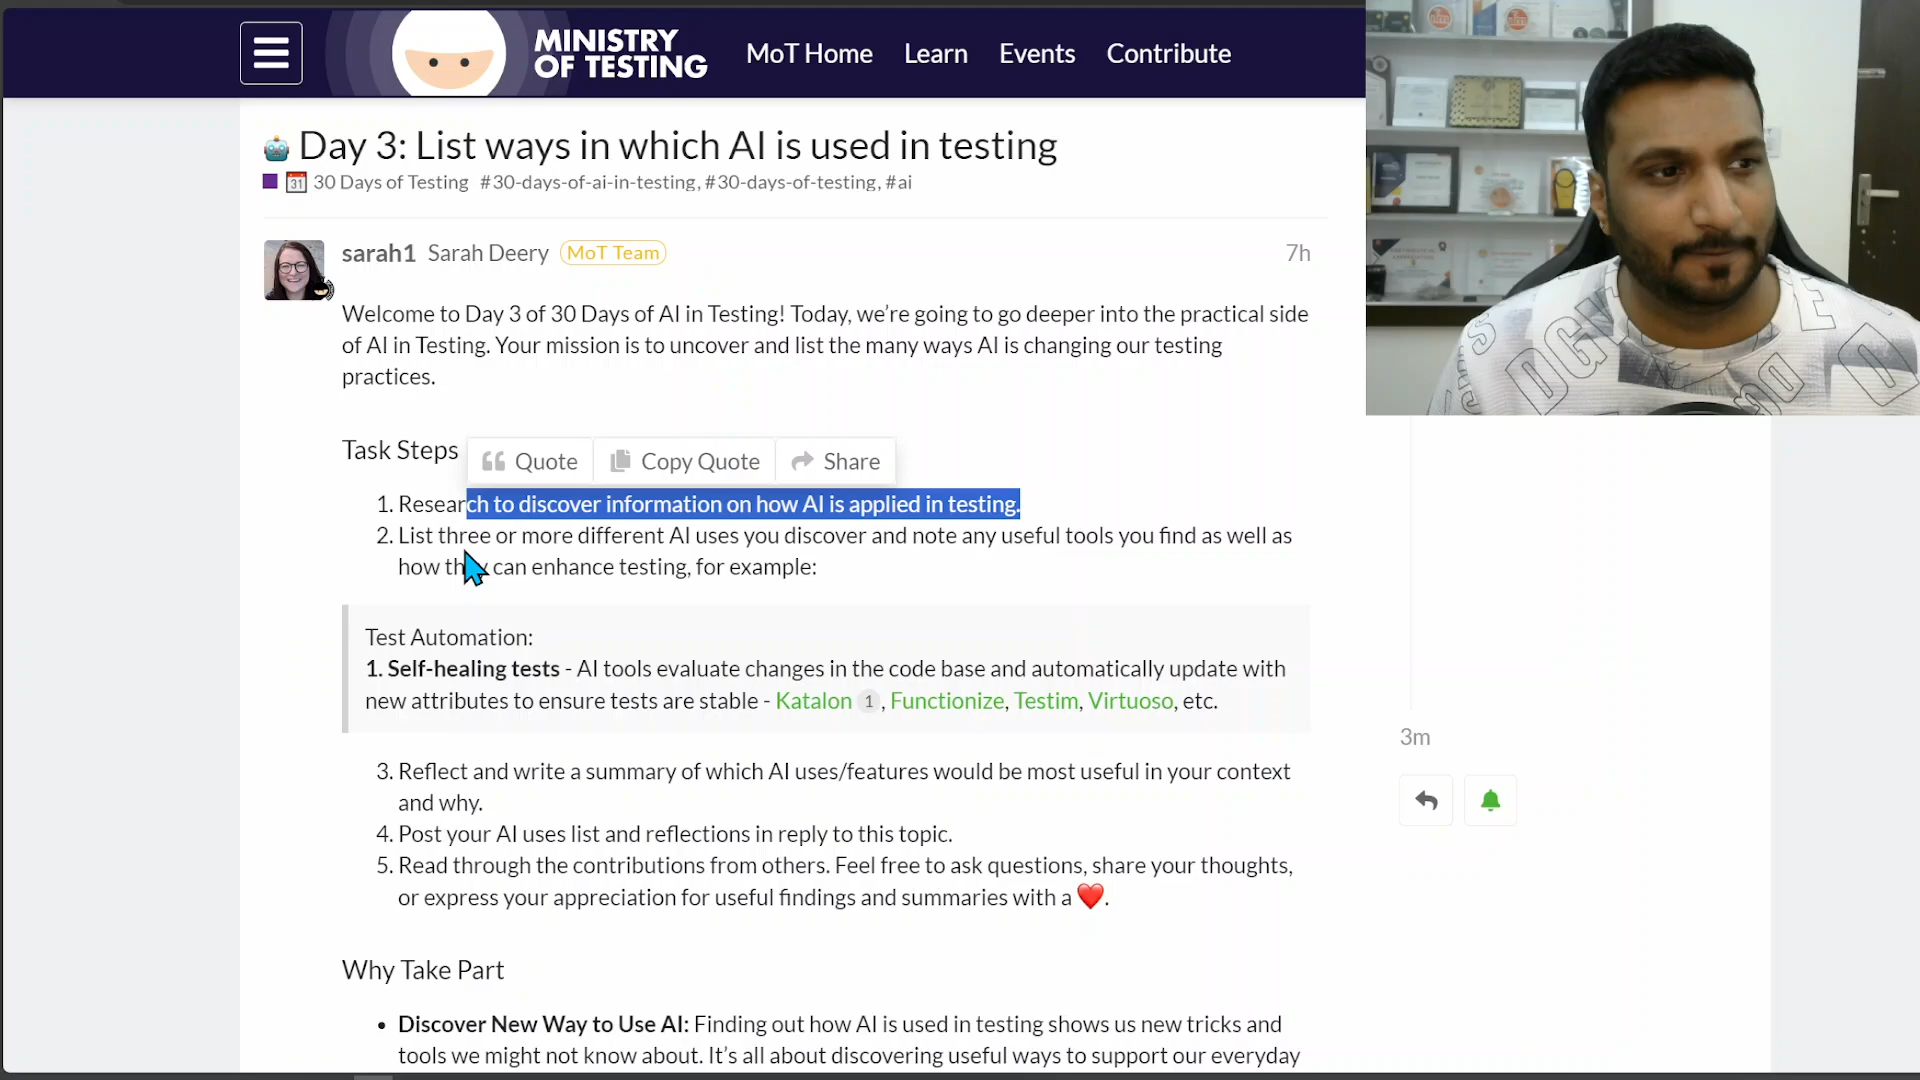 MINISTRY
OF TESTING
MoT Home Learn Events Contribute
Day 3: List ways in which AI is used in testing
31 30 Days of Testing #30-days-of-ai-in-testing, #30-days-of-testing, #ai
sarah1 Sarah Deery MoT Team 7h
Welcome to Day 3 of 30 Days of AI in Testing! Today, we’re going to go deeper into the practical side
of AI in Testing. Your mission is to uncover and list the many ways AI is changing our testing
practices.
Task Steps
Quote Copy Quote Share
1. Research to discover information on how AI is applied in testing.
2. List three or more different AI uses you discover and note any useful tools you find as well as
how they can enhance testing, for example:
Test Automation:
1. Self-healing tests - AI tools evaluate changes in the code base and automatically update with
new attributes to ensure tests are stable - Katalon 1, Functionize, Testim, Virtuoso, etc.
3m
3. Reflect and write a summary of which AI uses/features would be most useful in your context
and why.
4. Post your AI uses list and reflections in reply to this topic.
5. Read through the contributions from others. Feel free to ask questions, share your thoughts,
or express your appreciation for useful findings and summaries with a ❤️.
Why Take Part
• Discover New Way to Use AI: Finding out how AI is used in testing shows us new tricks and
tools we might not know about. It’s all about discovering useful ways to support our everyday